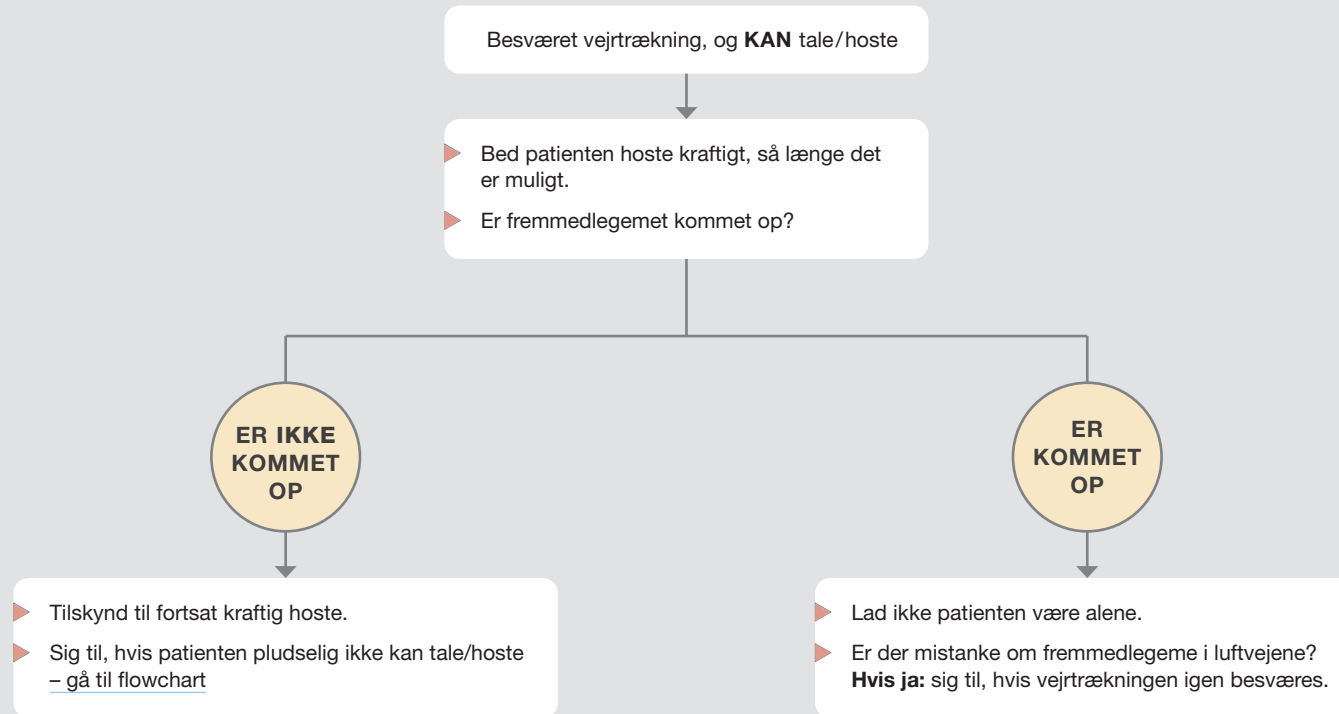 Besværet vejrtrækning, og KAN tale/hoste
Bed patienten hoste kraftigt, så længe det
er muligt.
Er fremmedlegemet kommet op?
ER IKKE
KOMMET
OP
ER
KOMMET
OP
Tilskynd til fortsat kraftig hoste.
Sig til, hvis patienten pludselig ikke kan tale/hoste
– gå til flowchart
Lad ikke patienten være alene.
Er der mistanke om fremmedlegeme i luftvejene?
Hvis ja: sig til, hvis vejrtrækningen igen besværes.